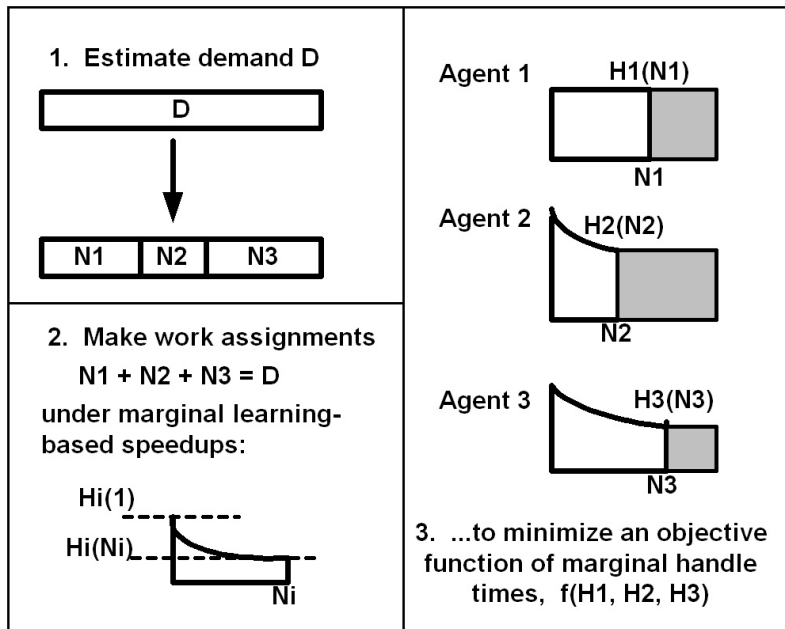 1. Estimate demand D
D
N1 N2 N3
2. Make work assignments
N1 + N2 + N3 = D
under marginal learning-
based speedups:
Hi(1)
Hi(Ni)
Ni
Agent 1
H1(N1)
N1
Agent 2
H2(N2)
N2
Agent 3
H3(N3)
N3
3. ...to minimize an objective
function of marginal handle
times, f(H1, H2, H3)